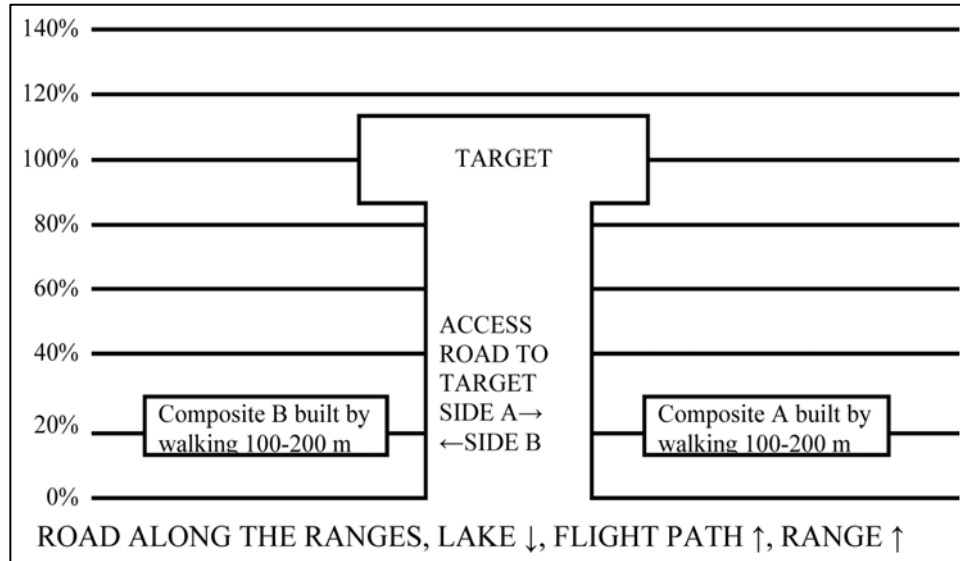 140%
120%
100%
TARGET
80%
60%
40%
ACCESS
ROAD TO
TARGET
SIDE A→
←SIDE B
20%
Composite B built by
walking 100-200 m
Composite A built by
walking 100-200 m
0%
ROAD ALONG THE RANGES, LAKE ↓, FLIGHT PATH ↑, RANGE ↑